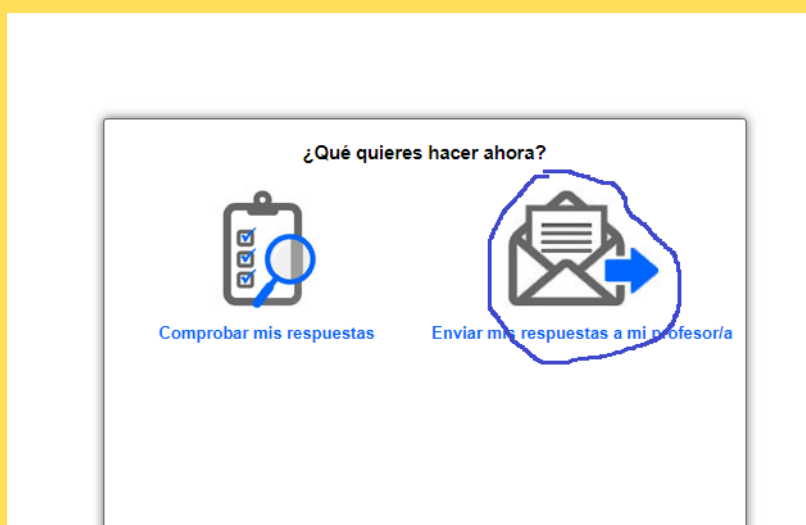 ¿Qué quieres hacer ahora?
Comprobar mis respuestas
Enviar mis respuestas a mi profesor/a